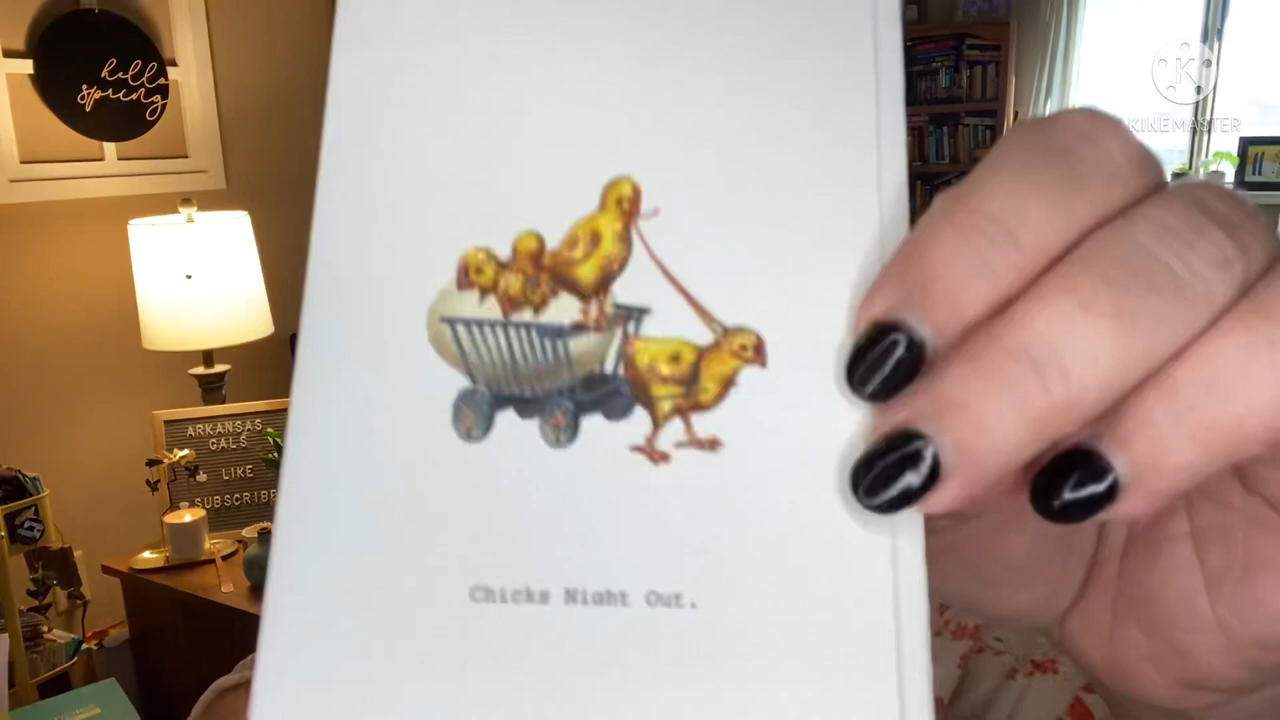 hello
spring
KINEMASTER
ARKANSAS
GALS
LIKE
SUBSCRIBE
Chicks Night Out.